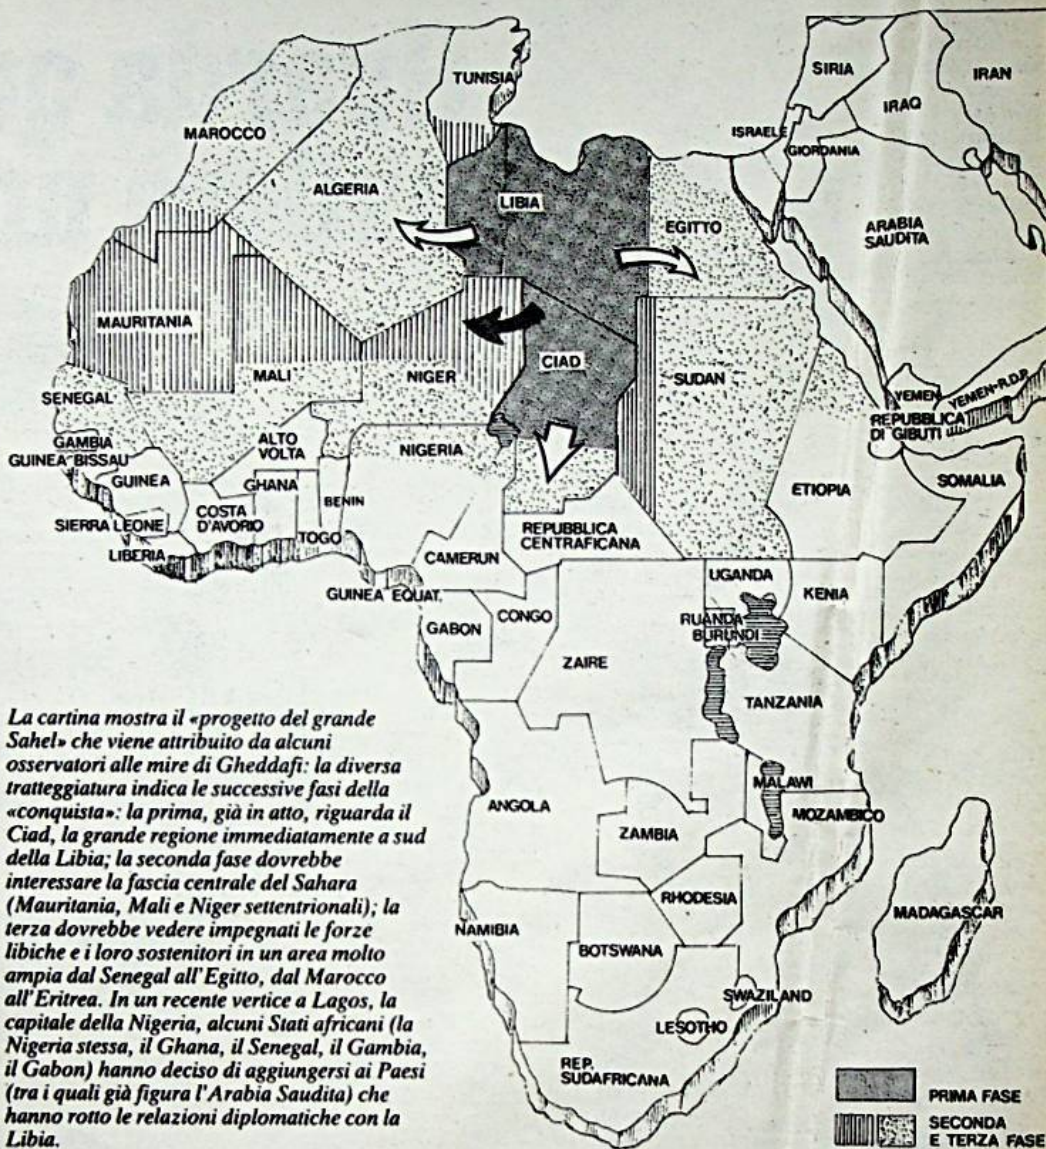 TUNISIA
SIRIA
IRAN
IRAQ
MAROCCO
ISRAELE
GIORDANIA
ALGERIA
LIBIA
EGITTO
ARABIA
SAUDITA
MAURITANIA
CIAD
MALI
NIGER
SUDAN
SENEGAL
YEMEN
YEMEN-R.D.P.
REPUBBLICA
DI GIBUTI
GAMBIA
GUINEA BISSAU
ALTO
VOLTA
NIGERIA
GUINEA
GHANA
BENIN
ETIOPIA
SOMALIA
SIERRA LEONE
COSTA
D'AVORIO
TOGO
REPUBBLICA
CENTRAFICANA
LIBERIA
CAMERUN
GUINEA EQUAT.
UGANDA
KENIA
GABON
CONGO
RUANDA
BURUNDI
ZAIRE
TANZANIA
MALAWI
ANGOLA
MOZAMBICO
ZAMBIA
RHODESIA
MADAGASCAR
NAMIBIA
BOTSWANA
SWAZILAND
LESOTHO
REP.
SUDAFRICANA
La cartina mostra il «progetto del grande
Sahel» che viene attribuito da alcuni
osservatori alle mire di Gheddafi: la diversa
tratteggiatura indica le successive fasi della
«conquista»: la prima, già in atto, riguarda il
Ciad, la grande regione immediatamente a sud
della Libia; la seconda fase dovrebbe
interessare la fascia centrale del Sahara
(Mauritania, Mali e Niger settentrionali); la
terza dovrebbe vedere impegnati le forze
libiche e i loro sostenitori in un area molto
ampia dal Senegal all'Egitto, dal Marocco
all'Eritrea. In un recente vertice a Lagos, la
capitale della Nigeria, alcuni Stati africani (la
Nigeria stessa, il Ghana, il Senegal, il Gambia,
il Gabon) hanno deciso di aggiungersi ai Paesi
(tra i quali già figura l'Arabia Saudita) che
hanno rotto le relazioni diplomatiche con la
Libia.
PRIMA FASE
SECONDA
E TERZA FASE